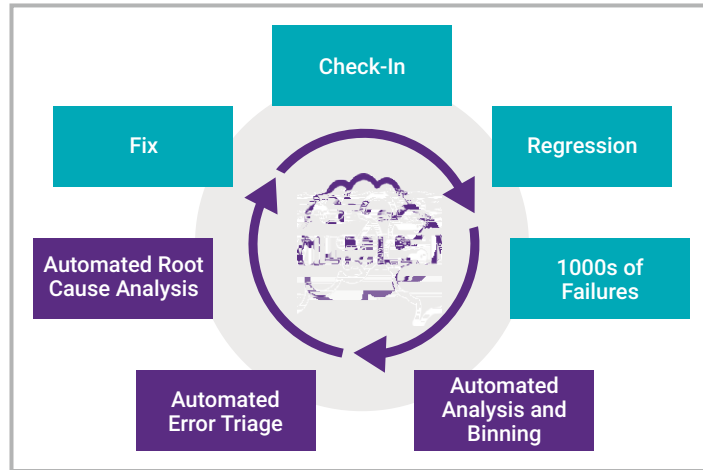 Check-In
Fix
Regression
Automated Root
Cause Analysis
1000s of
Failures
Automated
Error Triage
Automated
Analysis and
Binning